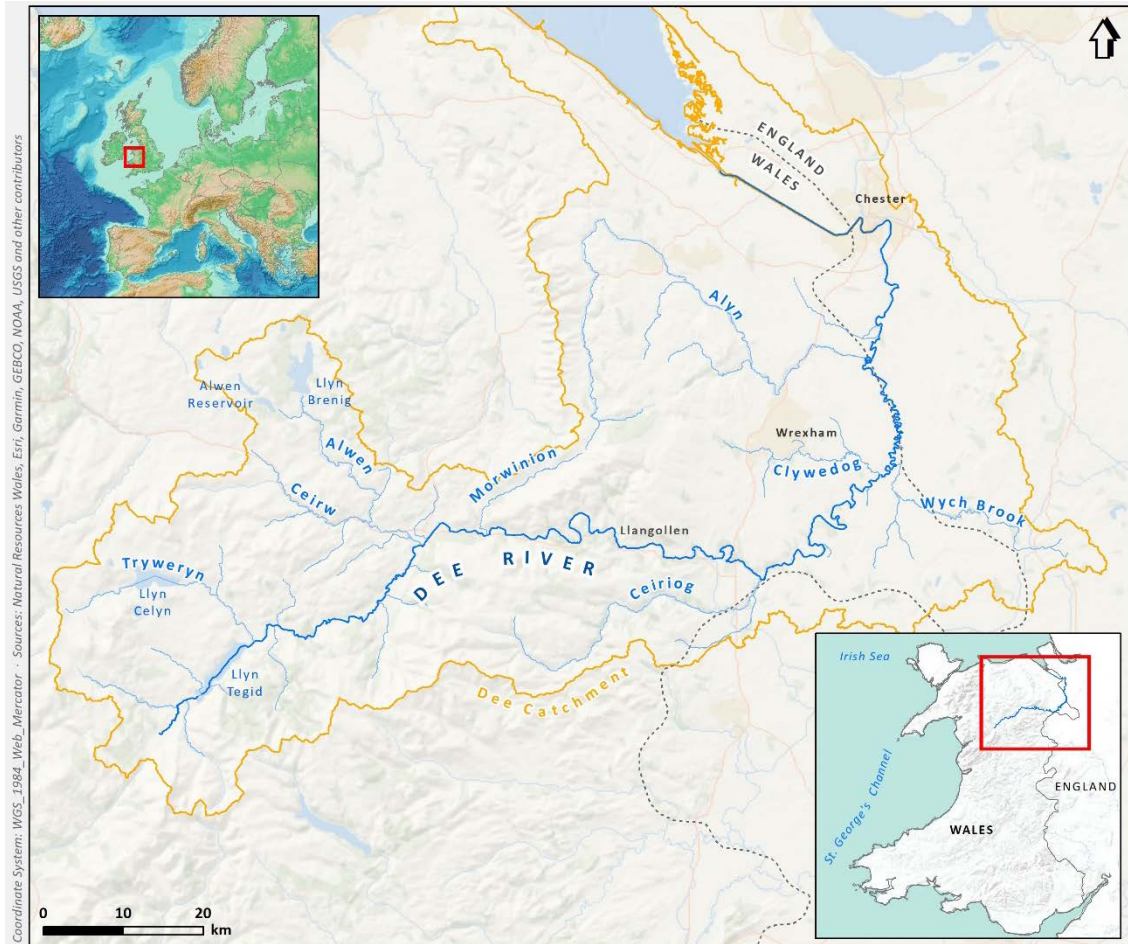 Coordinate System: WGS_1984_Web_Mercator · Sources: Natural Resources Wales, Esri, Garmin, GEBCO, NOAA, USGS and other contributors
ENGLAND
WALES
Chester
Alyn
Alwen
Reservoir
Llyn
Brenig
Alwen
Wrexham
Morwinion
Clywedog
Ceirw
Wych Brook
Llangollen
DEE RIVER
Tryweryn
Ceiriog
Llyn
Celyn
Llyn
Tegid
Dee Catchment
Irish Sea
St. George's Channel
ENGLAND
WALES
0 10 20 km